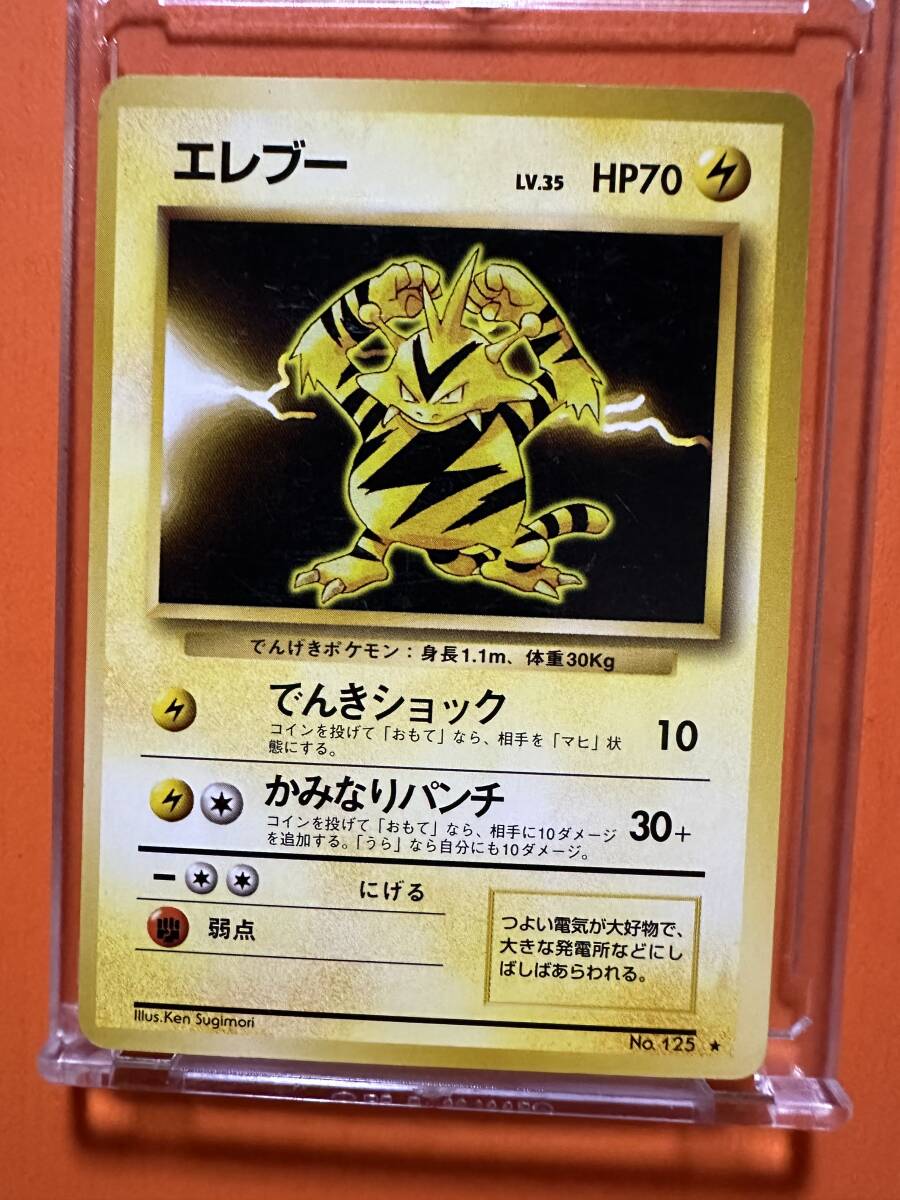 エレブー LV.35 HP70
でんげきポケモン：身長1.1m、体重30Kg
でんきショック 10
コインを投げて「おもて」なら、相手を「マヒ」状
態にする。
かみなりパンチ 30+
コインを投げて「おもて」なら、相手に10ダメージ
を追加する。「うら」なら自分にも10ダメージ。
にげる
弱点
つよい電気が大好物で、
大きな発電所などにし
ばしばあらわれる。
Illus.Ken Sugimori
No. 125 ★